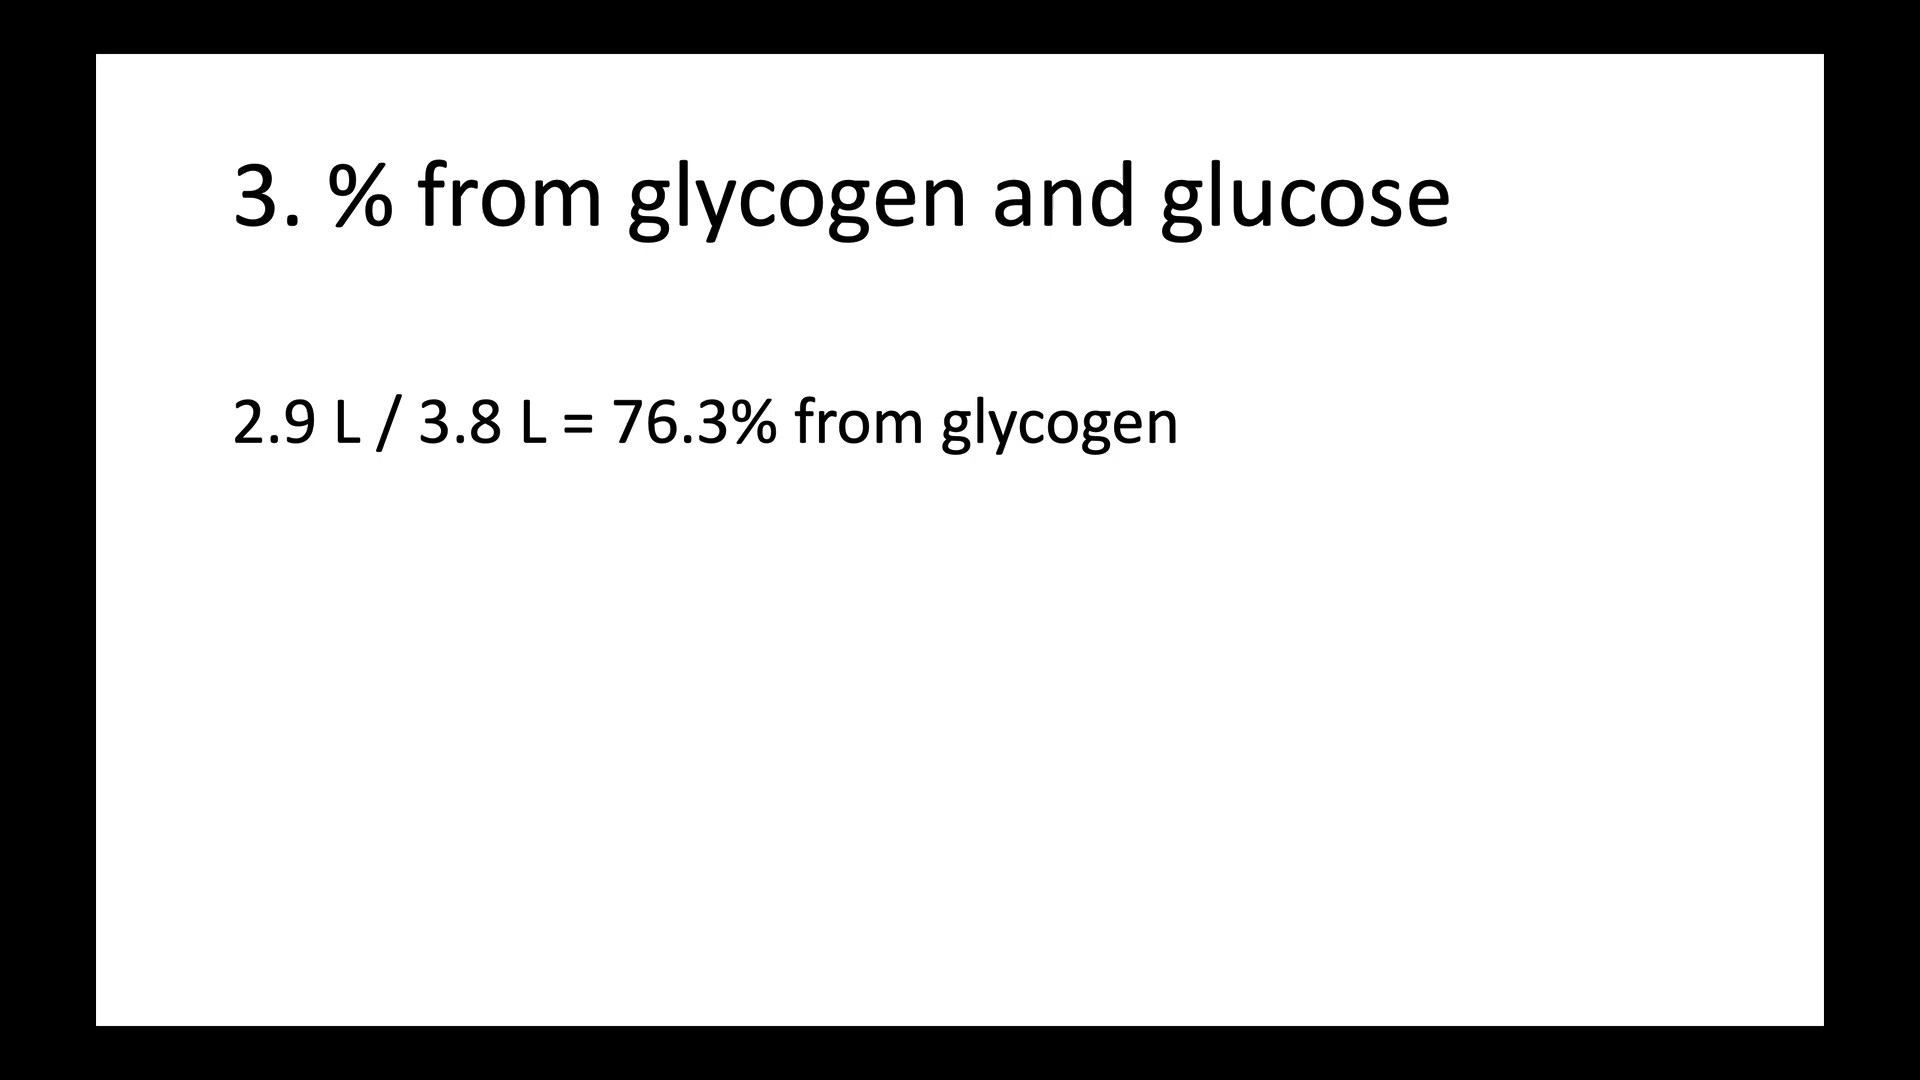 3. % from glycogen and glucose
2.9 L / 3.8 L = 76.3% from glycogen